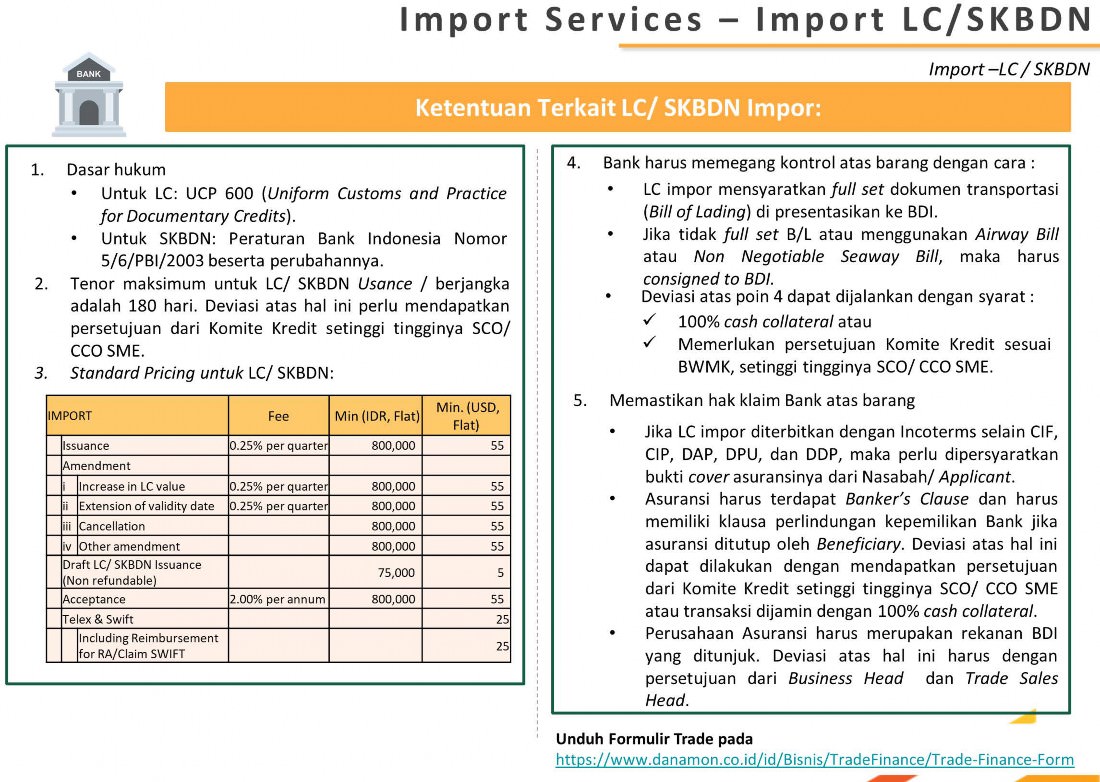 Import Services – Import LC/SKBDN
Import –LC / SKBDN
BANK
Ketentuan Terkait LC/ SKBDN Impor:
1. Dasar hukum
• Untuk LC: UCP 600 (Uniform Customs and Practice
for Documentary Credits).
• Untuk SKBDN: Peraturan Bank Indonesia Nomor
5/6/PBI/2003 beserta perubahannya.
2. Tenor maksimum untuk LC/ SKBDN Usance / berjangka
adalah 180 hari. Deviasi atas hal ini perlu mendapatkan
persetujuan dari Komite Kredit setinggi tingginya SCO/
CCO SME.
3. Standard Pricing untuk LC/ SKBDN:
IMPORT Fee Min (IDR, Flat) Min. (USD,
Flat)
Issuance 0.25% per quarter 800,000 55
Amendment
i Increase in LC value 0.25% per quarter 800,000 55
ii Extension of validity date 0.25% per quarter 800,000 55
iii Cancellation 800,000 55
iv Other amendment 800,000 55
Draft LC/ SKBDN Issuance
(Non refundable) 75,000 5
Acceptance 2.00% per annum 800,000 55
Telex & Swift 25
Including Reimbursement
for RA/Claim SWIFT 25
4. Bank harus memegang kontrol atas barang dengan cara :
• LC impor mensyaratkan full set dokumen transportasi
(Bill of Lading) di presentasikan ke BDI.
• Jika tidak full set B/L atau menggunakan Airway Bill
atau Non Negotiable Seaway Bill, maka harus
consigned to BDI.
• Deviasi atas poin 4 dapat dijalankan dengan syarat :
✓ 100% cash collateral atau
✓ Memerlukan persetujuan Komite Kredit sesuai
BWMK, setinggi tingginya SCO/ CCO SME.
5. Memastikan hak klaim Bank atas barang
• Jika LC impor diterbitkan dengan Incoterms selain CIF,
CIP, DAP, DPU, dan DDP, maka perlu dipersyaratkan
bukti cover asuransinya dari Nasabah/ Applicant.
• Asuransi harus terdapat Banker’s Clause dan harus
memiliki klausa perlindungan kepemilikan Bank jika
asuransi ditutup oleh Beneficiary. Deviasi atas hal ini
dapat dilakukan dengan mendapatkan persetujuan
dari Komite Kredit setinggi tingginya SCO/ CCO SME
atau transaksi dijamin dengan 100% cash collateral.
• Perusahaan Asuransi harus merupakan rekanan BDI
yang ditunjuk. Deviasi atas hal ini harus dengan
persetujuan dari Business Head dan Trade Sales
Head.
Unduh Formulir Trade pada
https://www.danamon.co.id/id/Bisnis/TradeFinance/Trade-Finance-Form